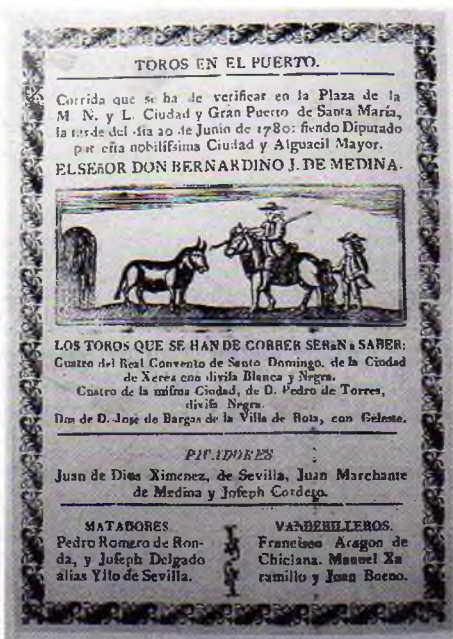 TOROS EN EL PUERTO.
Corrida que se ha de verificar en la Plaza de la
M. N. y L. Ciudad y Gran Puerto de Santa María,
la tarde del día 20 de Junio de 1780: fiendo Diputado
por eſta nobilíſsima Ciudad y Alguacil Mayor.
EL SEÑOR DON BERNARDINO J. DE MEDINA.
LOS TOROS QUE SE HAN DE CORRER SERAN a SABER:
Cuatro del Real Convento de Santo Domingo. de la Ciudad
de Xeréz con diviſa Blanca y Negra.
Cuatro de la miſma Ciudad, de D. Pedro de Torres,
diviſa Negra.
Dos de D. José de Bargas de la Villa de Rota, con Celeste.
PICADORES
Juan de Dios Ximenez, de Sevilla, Juan Marchante
de Medina y Joſeph Cordero.
MATADORES.
Pedro Romero de Ron-
da, y Juſeph Delgado
alias Yllo de Sevilla.
VANDERILLEROS.
Francisco Aragon de
Chiclana. Manuel Xa
ramillo y Juan Bueno.